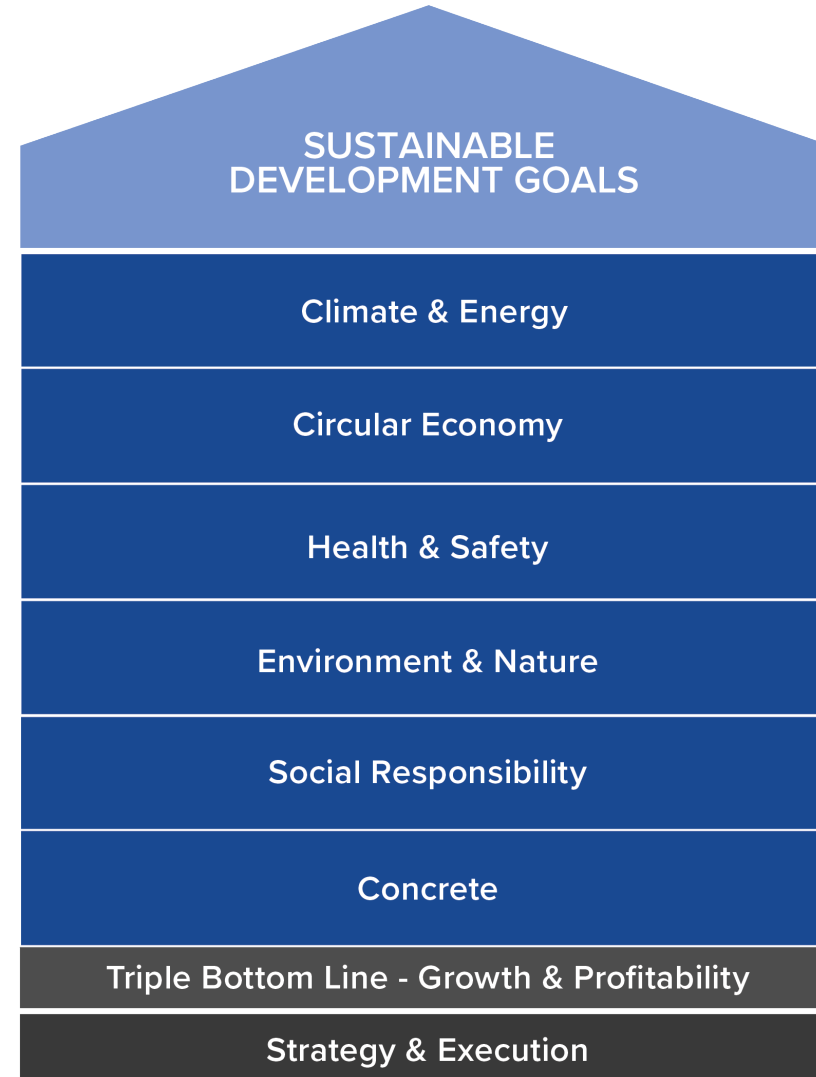 SUSTAINABLE
DEVELOPMENT GOALS
Climate & Energy
Circular Economy
Health & Safety
Environment & Nature
Social Responsibility
Concrete
Triple Bottom Line - Growth & Profitability
Strategy & Execution